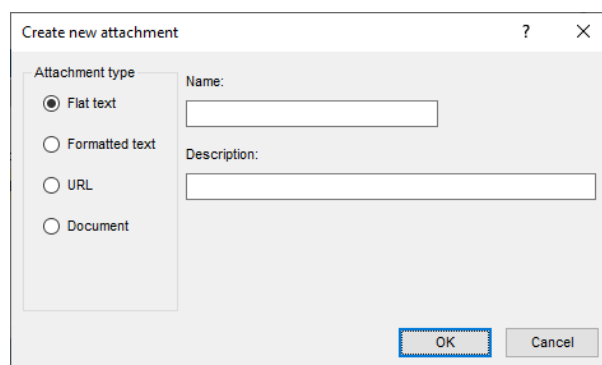 Create new attachment ?
Attachment type
Flat text
Formatted text
URL
Document
Name:
Description:
OK Cancel